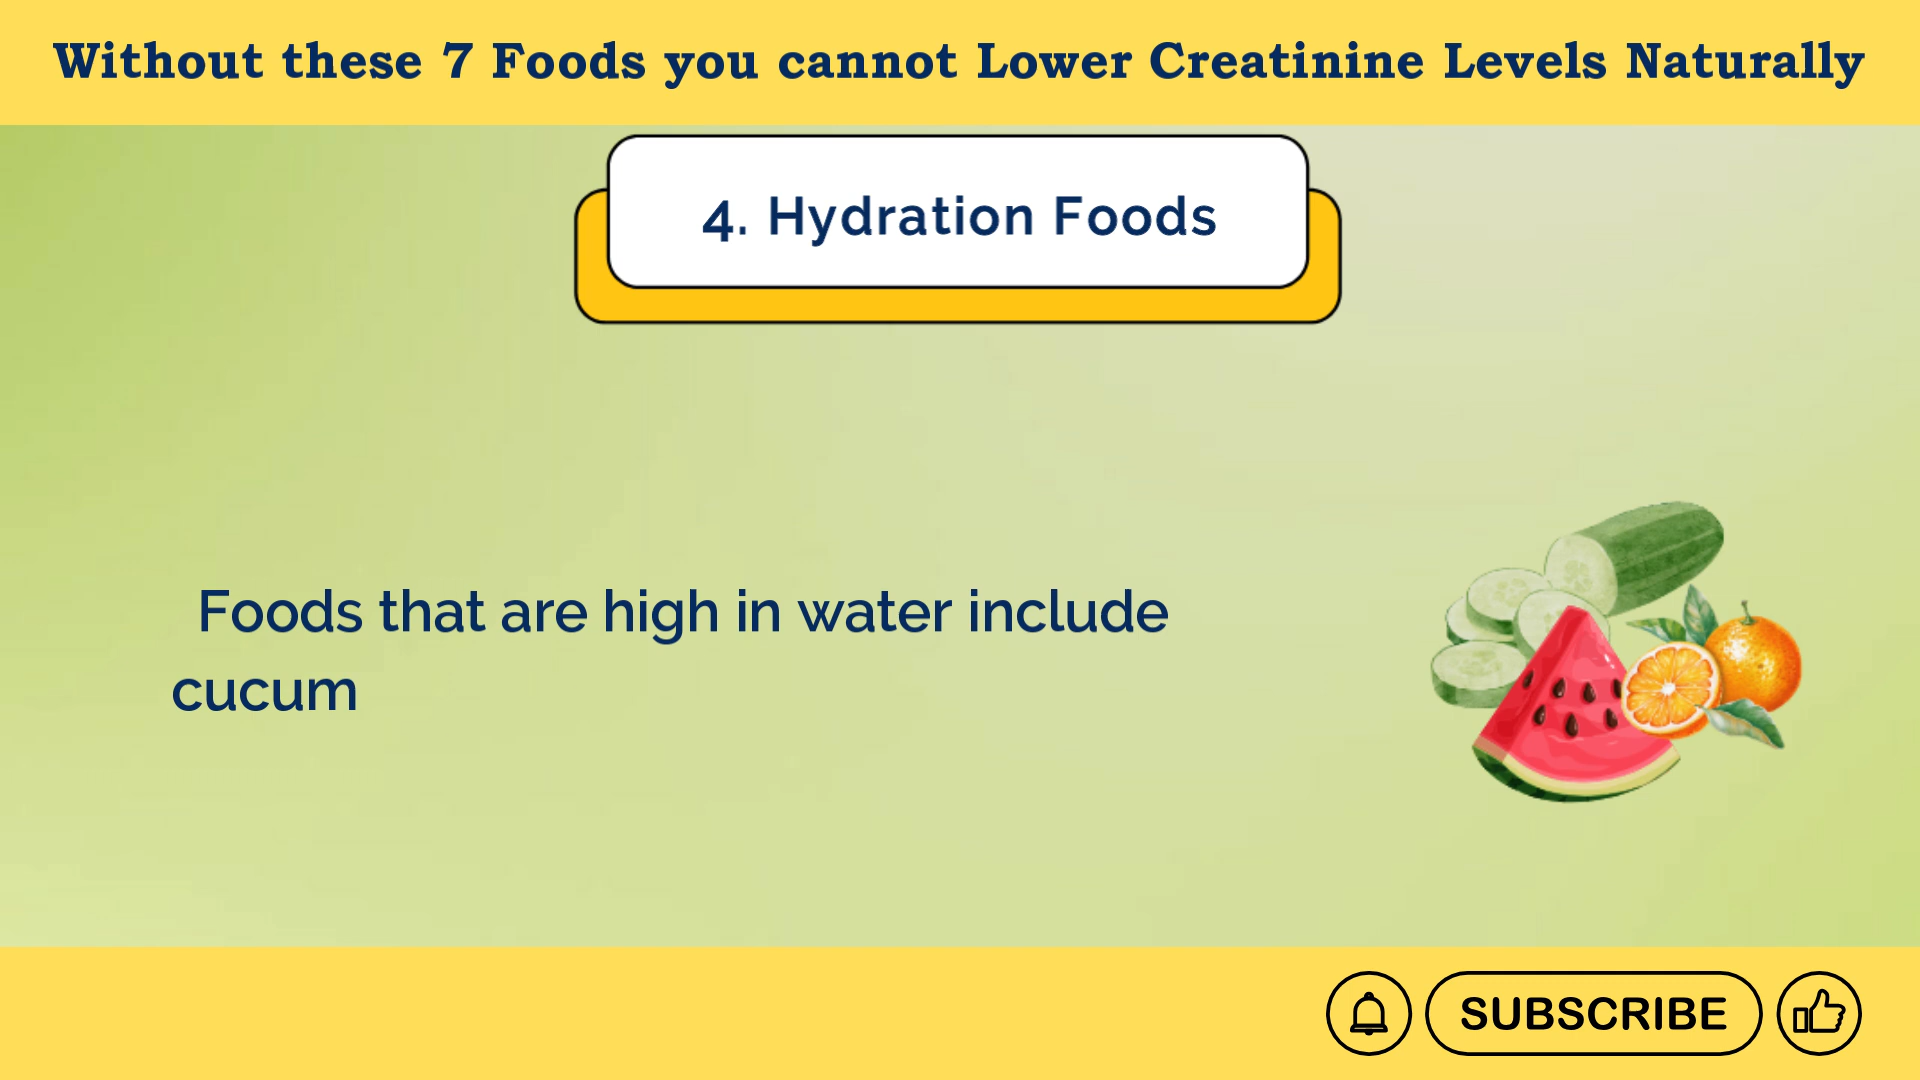 Without these 7 Foods you cannot Lower Creatinine Levels Naturally
4. Hydration Foods
Foods that are high in water include
cucum
SUBSCRIBE